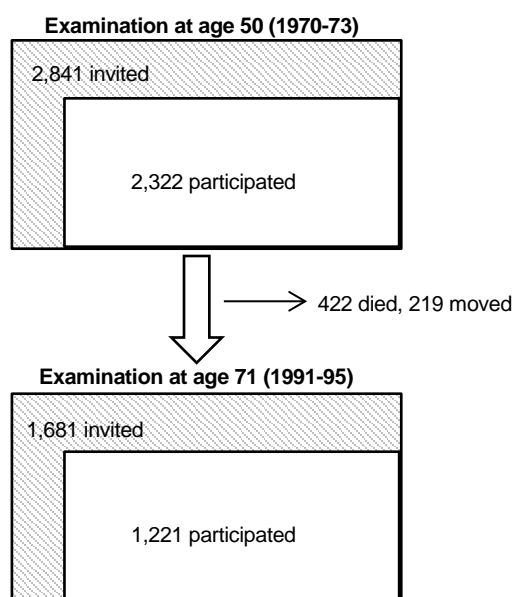 Examination at age 50 (1970-73)
2,841 invited
2,322 participated
422 died, 219 moved
Examination at age 71 (1991-95)
1,681 invited
1,221 participated